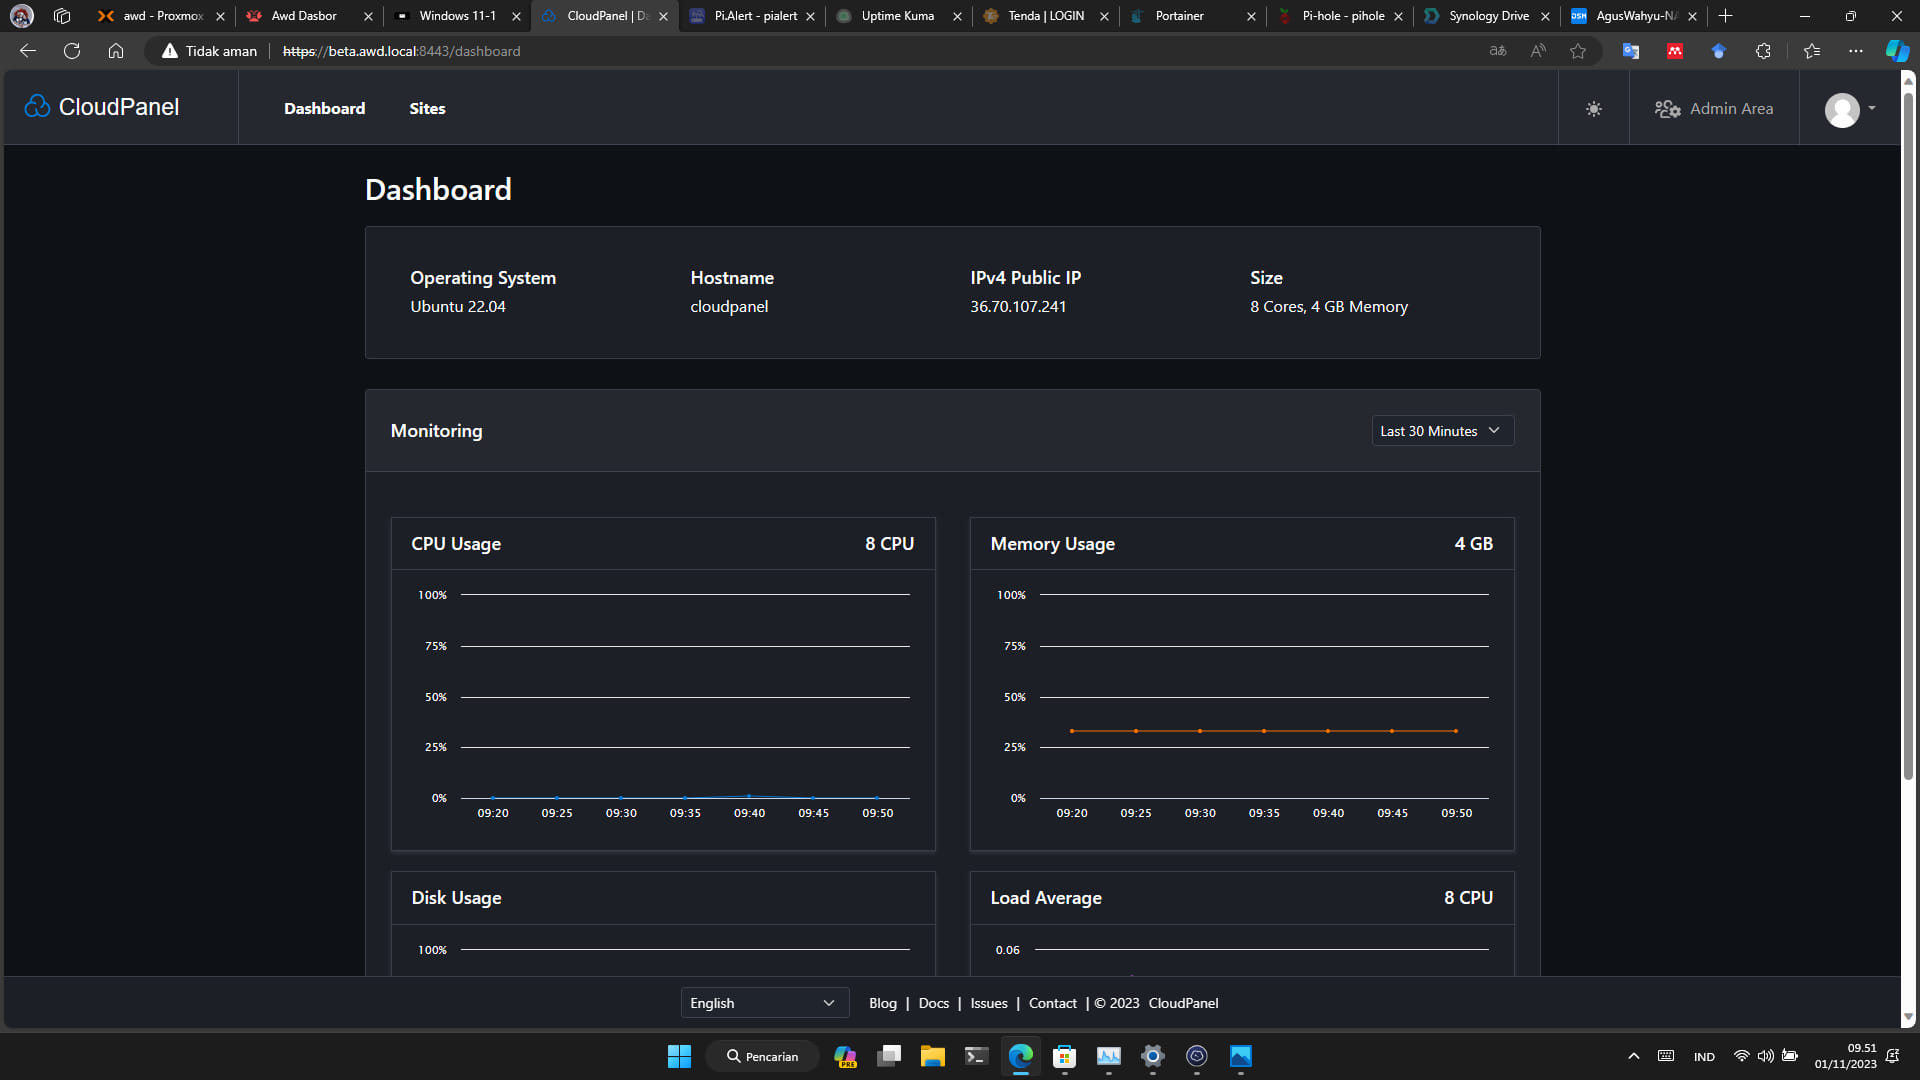 awd - Proxmox
Awd Dasbor
Windows 11-1
CloudPanel | Da
Pi.Alert - pialert
Uptime Kuma
Tenda | LOGIN
Portainer
Pi-hole - pihole
Synology Drive
DSM
AgusWahyu-NA
Tidak aman
https://beta.awd.local:8443/dashboard
CloudPanel
Dashboard
Sites
Admin Area
Dashboard
Operating System
Ubuntu 22.04
Hostname
cloudpanel
IPv4 Public IP
36.70.107.241
Size
8 Cores, 4 GB Memory
Monitoring
Last 30 Minutes
CPU Usage
8 CPU
100%
75%
50%
25%
0%
09:20 09:25 09:30 09:35 09:40 09:45 09:50
Memory Usage
4 GB
100%
75%
50%
25%
0%
09:20 09:25 09:30 09:35 09:40 09:45 09:50
Disk Usage
100%
Load Average
8 CPU
0.06
English
Blog | Docs | Issues | Contact | © 2023 CloudPanel
Pencarian
PRE
IND
09.51
01/11/2023